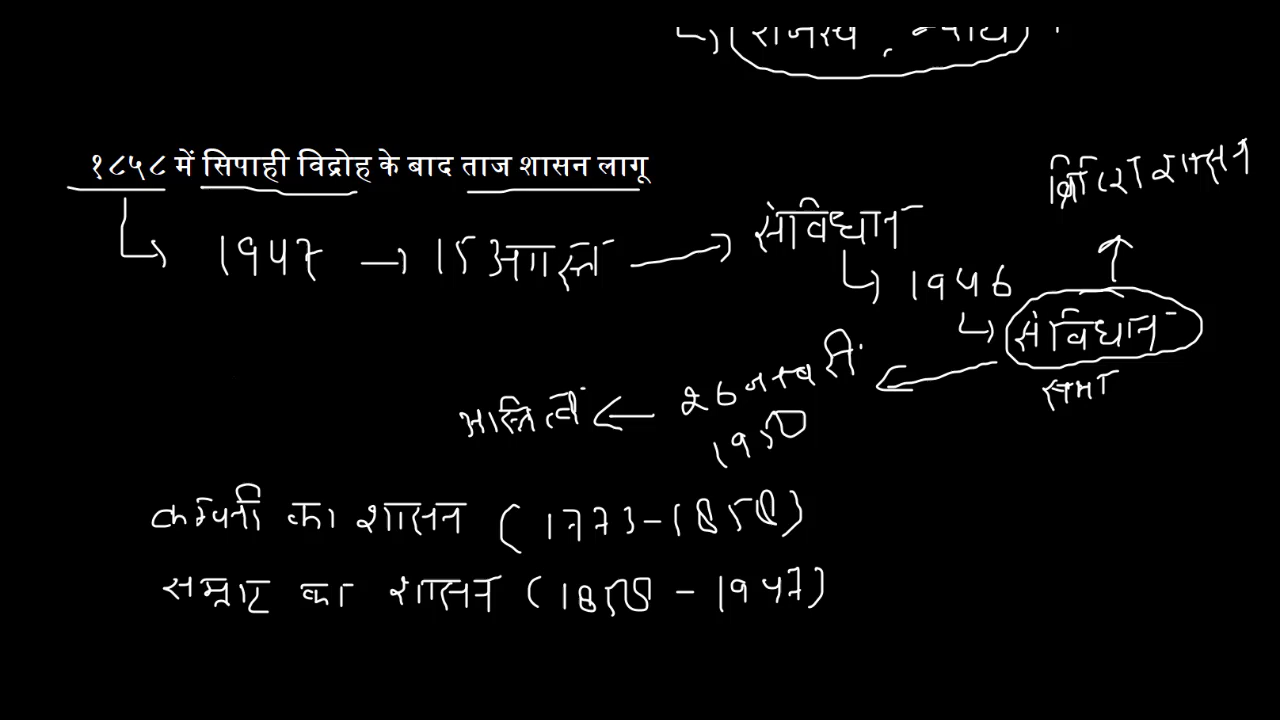 राजस्व , न्याय
१८५८ में सिपाही विद्रोह के बाद ताज शासन लागू
1947 → 15 अगस्त → संविधान
ब्रिटिश शासन
1946
संविधान
सभा
26 जनवरी
1950
अस्तित्व
कम्पनी का शासन (1773-1858)
सम्राट का शासन (1858 - 1947)